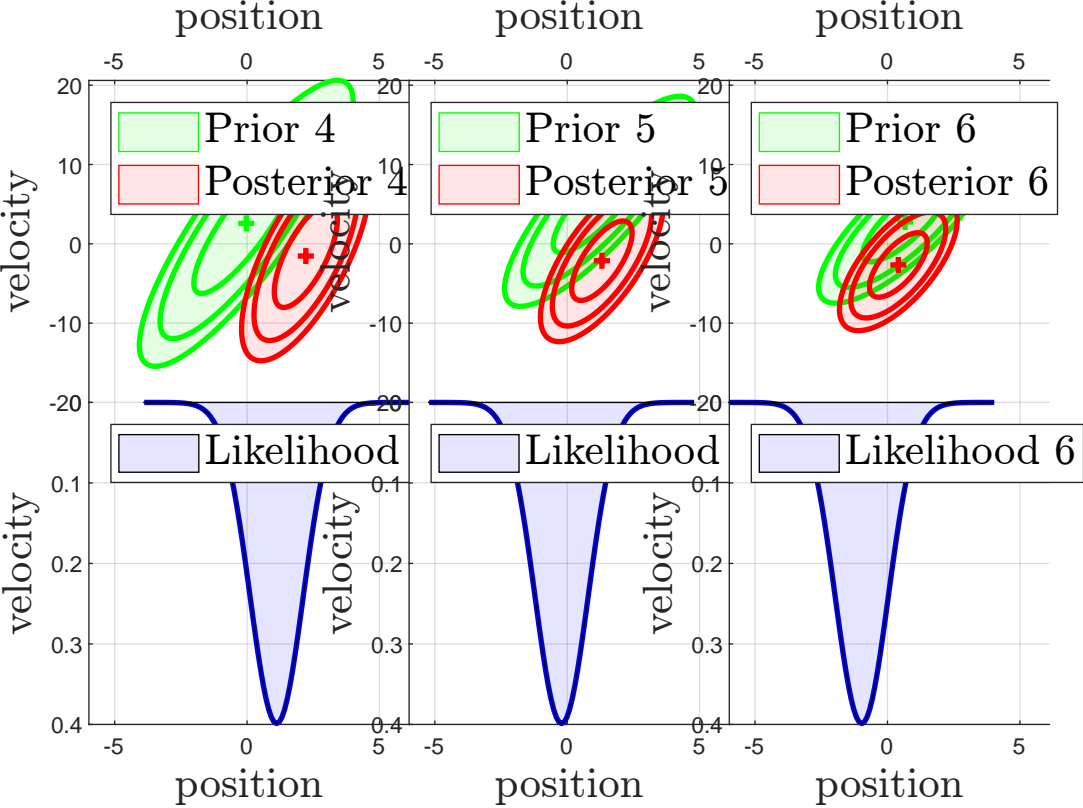 position position position
-5 0 5 -5 0 5 -5 0 5
20 20 20
Prior 4 Prior 5 Prior 6
10 10 10
Posterior 4 Posterior 5 Posterior 6
velocity velocity velocity
0 0 0
-10 -10 -10
-20 -20 -20
0 0 0
Likelihood Likelihood Likelihood 6
0.1 0.1 0.1
velocity velocity velocity
0.2 0.2 0.2
0.3 0.3 0.3
0.4 0.4 0.4
-5 0 5 -5 0 5 -5 0 5
position position position